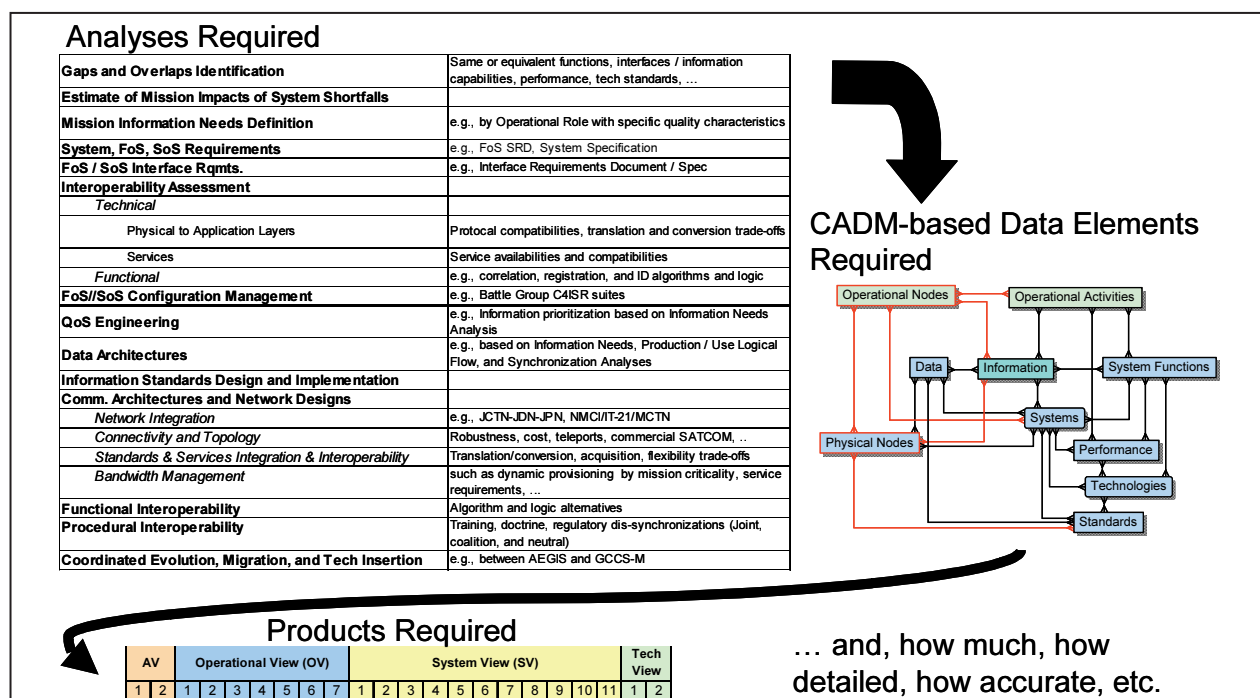 Analyses Required
Gaps and Overlaps Identification
Same or equivalent functions, interfaces / information
capabilities, performance, tech standards, …
Estimate of Mission Impacts of System Shortfalls
Mission Information Needs Definition
e.g., by Operational Role with specific quality characteristics
System, FoS, SoS Requirements
e.g., FoS SRD, System Specification
FoS / SoS Interface Rqmts.
e.g., Interface Requirements Document / Spec
Interoperability Assessment
Technical
Physical to Application Layers
Protocal compatibilities, translation and conversion trade-offs
Services
Service availabilities and compatibilities
Functional
e.g., correlation, registration, and ID algorithms and logic
FoS//SoS Configuration Management
e.g., Battle Group C4ISR suites
QoS Engineering
e.g., Information prioritization based on Information Needs
Analysis
Data Architectures
e.g., based on Information Needs, Production / Use Logical
Flow, and Synchronization Analyses
Information Standards Design and Implementation
Comm. Architectures and Network Designs
Network Integration
e.g., JCTN-JDN-JPN, NMCI/IT-21/MCTN
Connectivity and Topology
Robustness, cost, teleports, commercial SATCOM, ..
Standards & Services Integration & Interoperability
Translation/conversion, acquisition, flexibility trade-offs
Bandwidth Management
such as dynamic provisioning by mission criticality, service
requirements, ...
Functional Interoperability
Algorithm and logic alternatives
Procedural Interoperability
Training, doctrine, regulatory dis-synchronizations (Joint,
coalition, and neutral)
Coordinated Evolution, Migration, and Tech Insertion
e.g., between AEGIS and GCCS-M
CADM-based Data Elements
Required
Operational Nodes
Operational Activities
Data
Information
System Functions
Systems
Physical Nodes
Performance
Technologies
Standards
Products Required
AV
Operational View (OV)
System View (SV)
Tech
View
1 2 1 2 3 4 5 6 7 1 2 3 4 5 6 7 8 9 10 11 1 2
… and, how much, how
detailed, how accurate, etc.